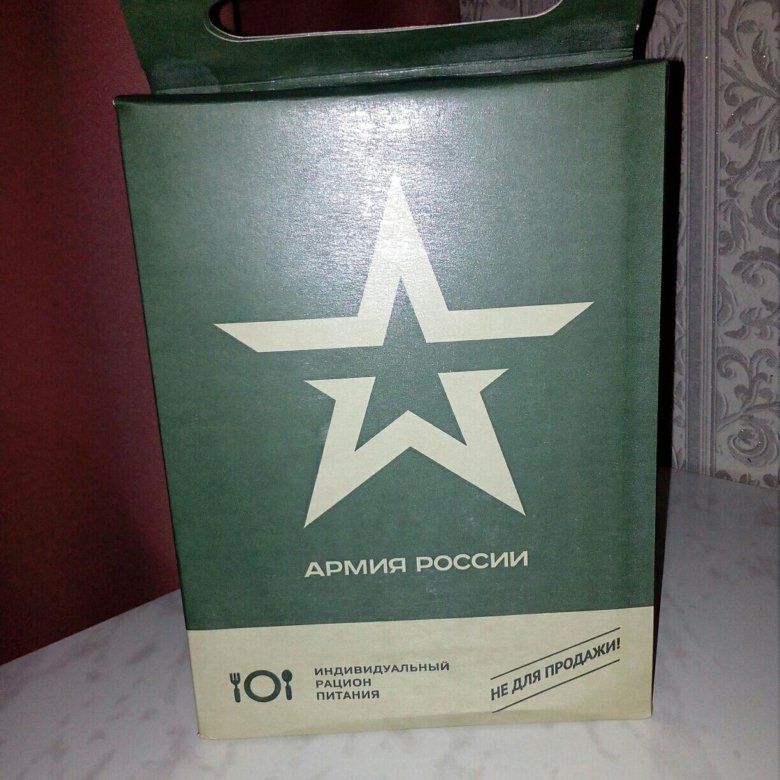 АРМИЯ РОССИИ
ИНДИВИДУАЛЬНЫЙ
РАЦИОН
ПИТАНИЯ
НЕ ДЛЯ ПРОДАЖИ!